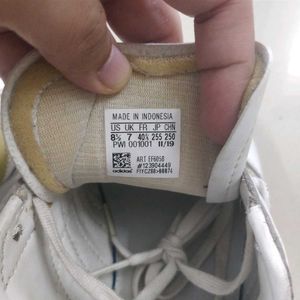 MADE IN INDONESIA
US UK FR JP CHN
8½ 7 40⅔ 255 250
PWI 001001 11/19
ART EF6058
#123904449
adidas